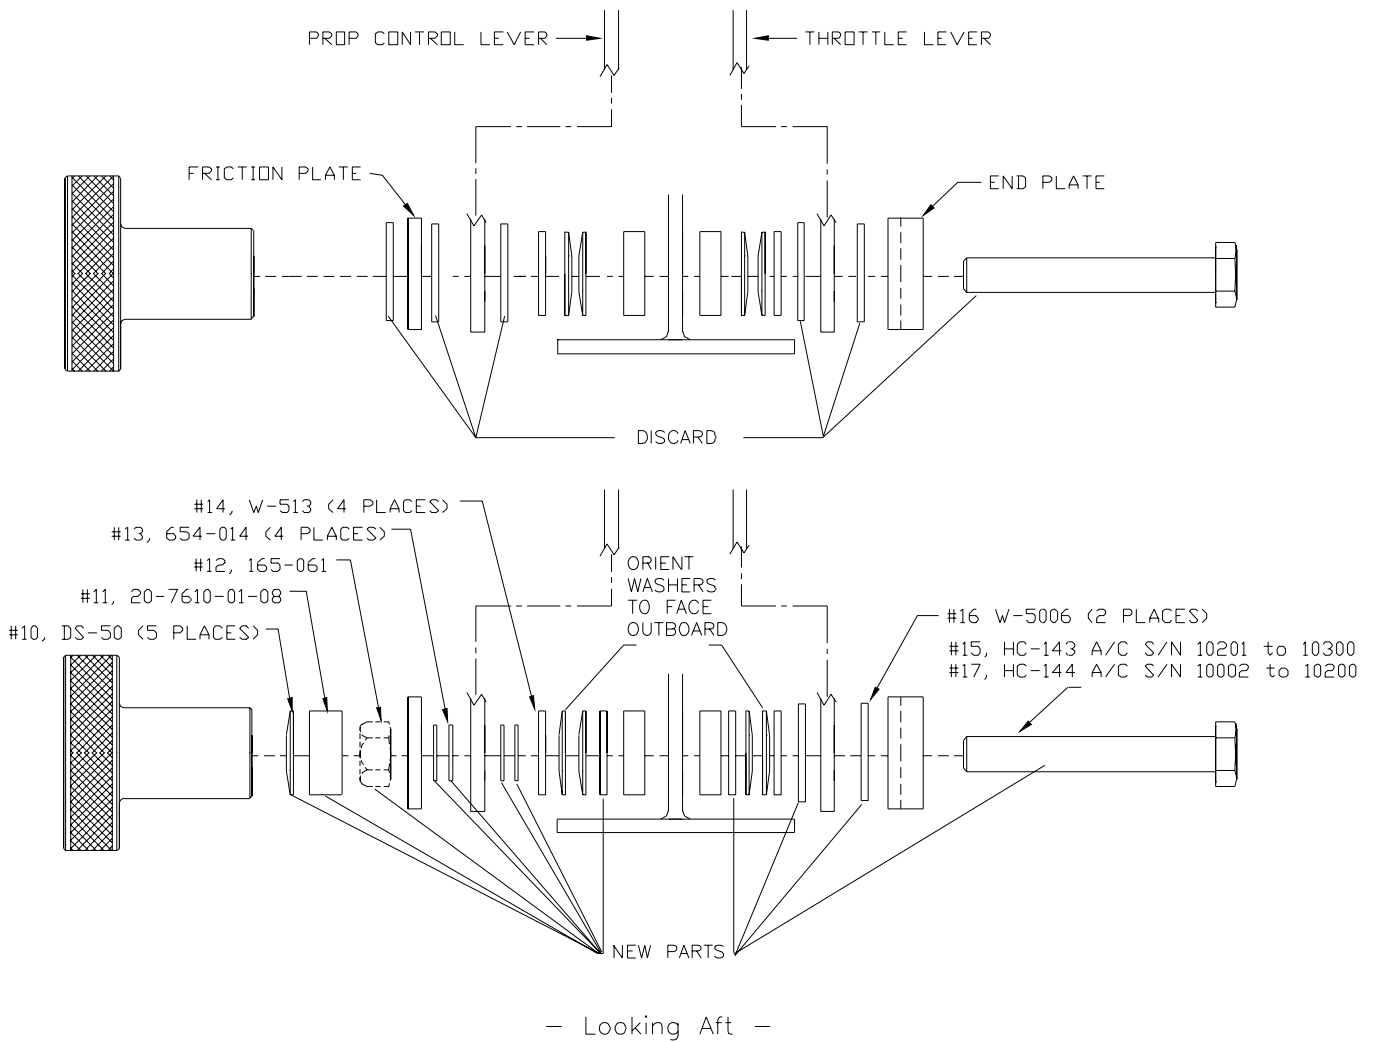 PROP CONTROL LEVER
THROTTLE LEVER
FRICTION PLATE
END PLATE
DISCARD
#14, W-513 (4 PLACES)
#13, 654-014 (4 PLACES)
#12, 165-061
#11, 20-7610-01-08
#10, DS-50 (5 PLACES)
ORIENT
WASHERS
TO FACE
OUTBOARD
#16 W-5006 (2 PLACES)
#15, HC-143 A/C S/N 10201 to 10300
#17, HC-144 A/C S/N 10002 to 10200
NEW PARTS
- Looking Aft -